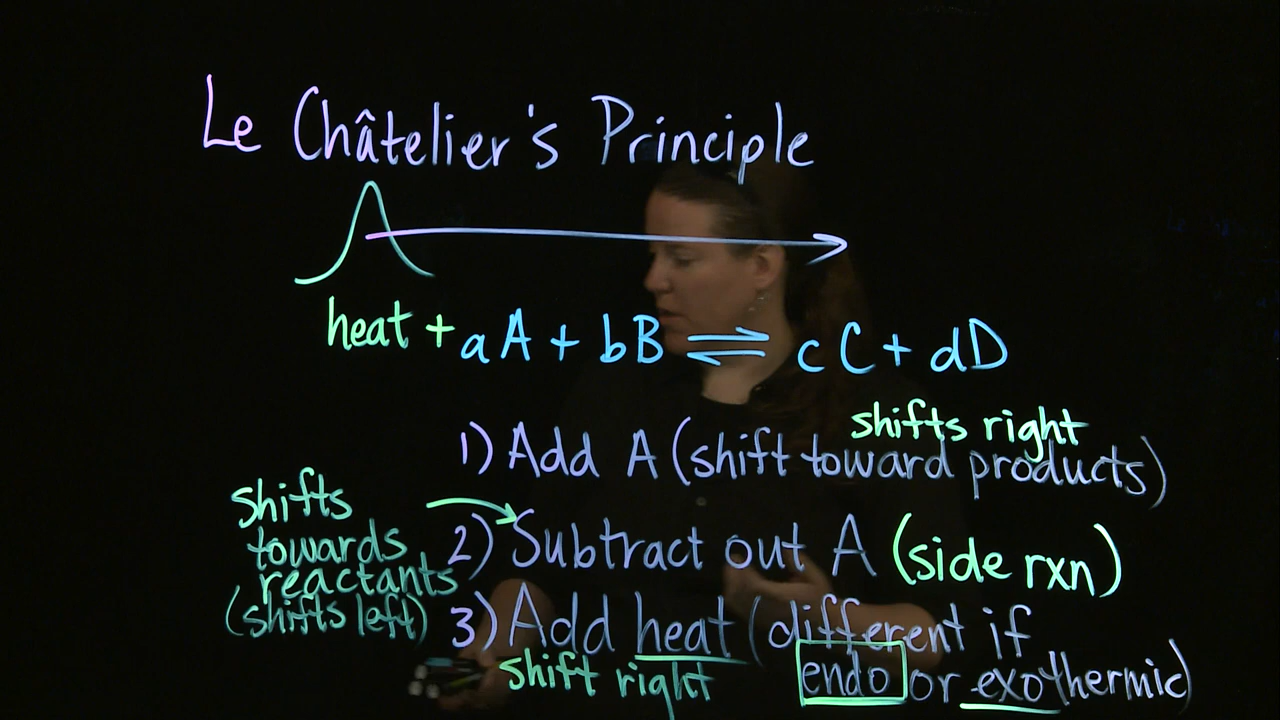 Le Châtelier's Principle
heat + aA + bB ⇌ cC + dD
shifts right
1) Add A (shift toward products)
shifts
towards
reactants
(shifts left)
2) Subtract out A (side rxn)
3) Add heat (different if
endo or exothermic)
shift right